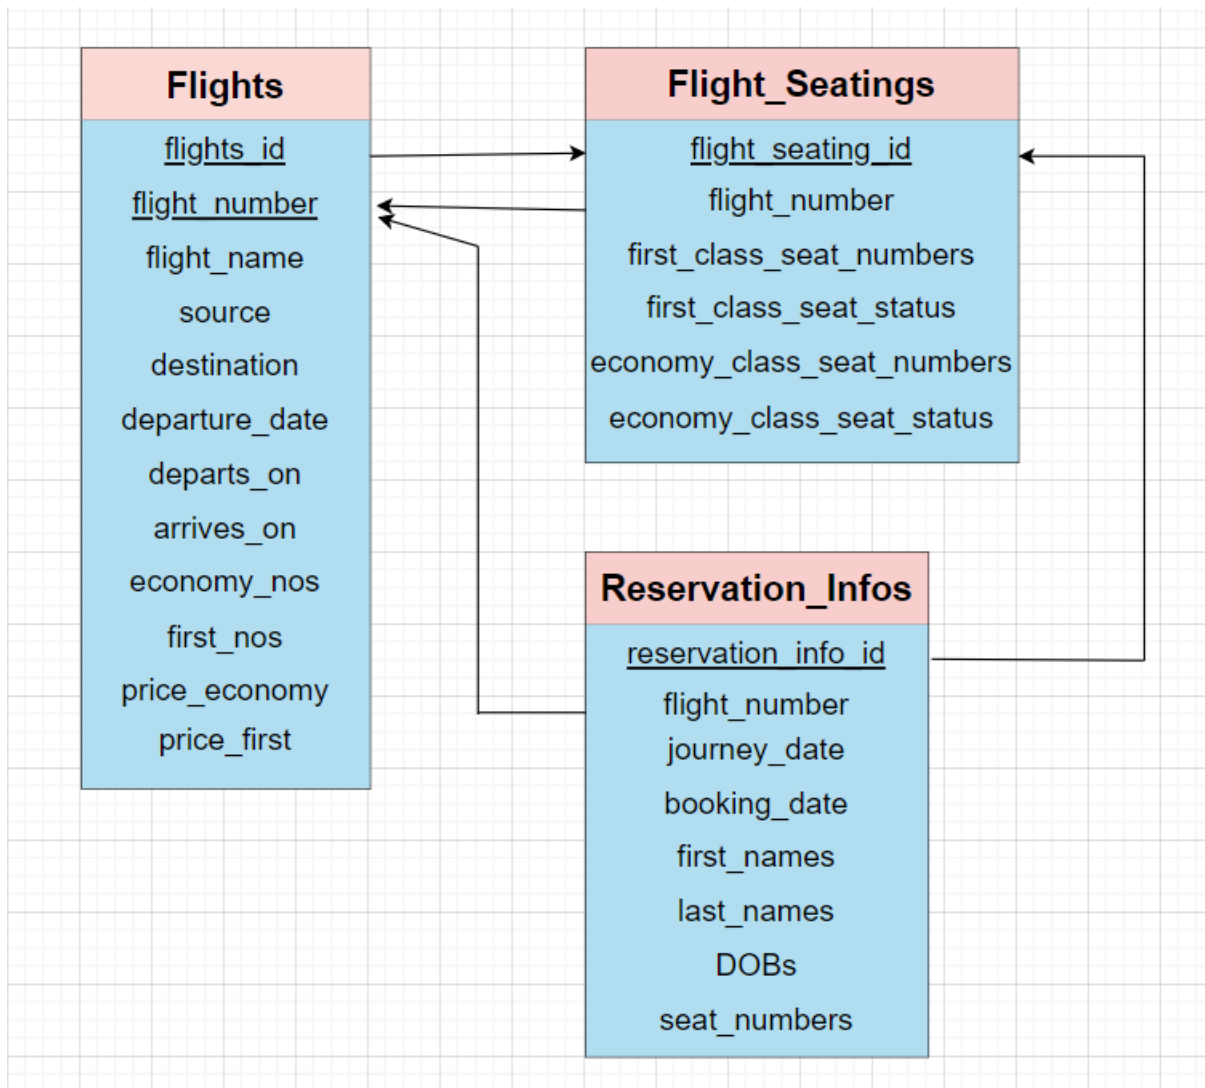 Flights
flights_id
flight_number
flight_name
source
destination
departure_date
departs_on
arrives_on
economy_nos
first_nos
price_economy
price_first
Flight_Seatings
flight_seating_id
flight_number
first_class_seat_numbers
first_class_seat_status
economy_class_seat_numbers
economy_class_seat_status
Reservation_Infos
reservation_info_id
flight_number
journey_date
booking_date
first_names
last_names
DOBs
seat_numbers